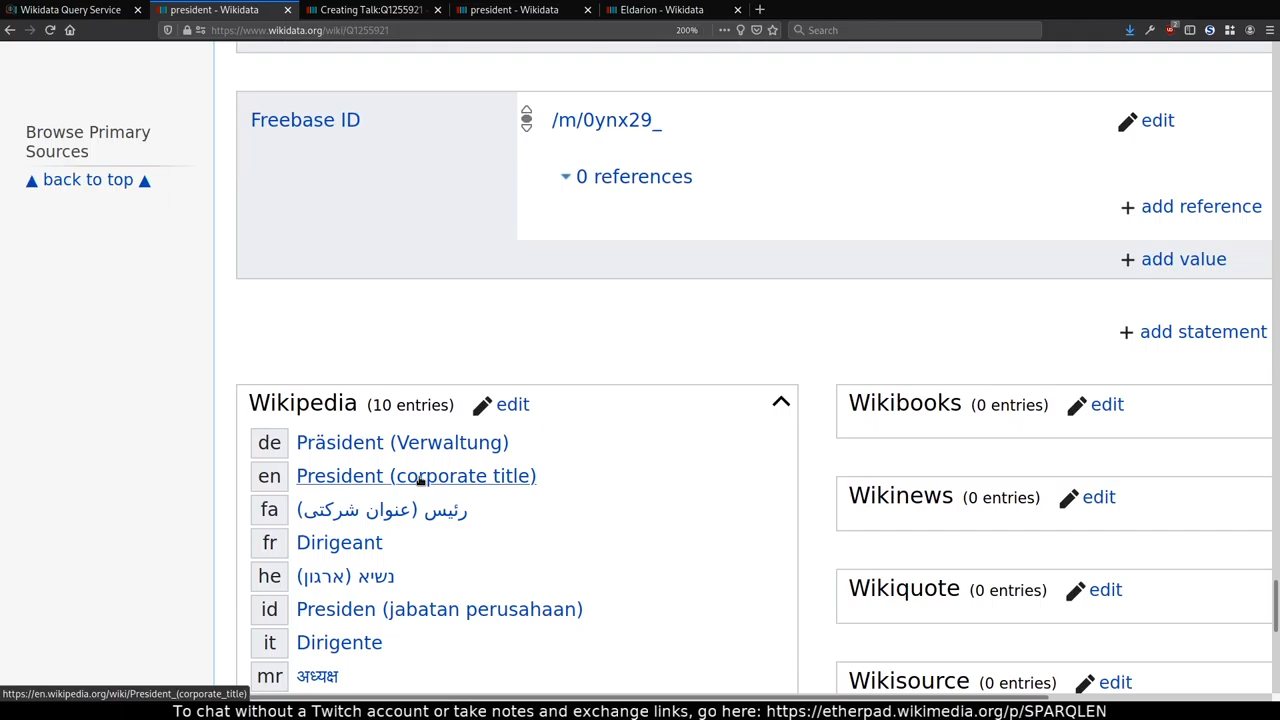 Wikidata Query Service
president - Wikidata
Creating Talk:Q1255921
president - Wikidata
Eldarion - Wikidata
https://www.wikidata.org/wiki/Q1255921
200%
Search
2
Browse Primary
Sources
▲ back to top ▲
Freebase ID
/m/0ynx29_
edit
0 references
+ add reference
+ add value
+ add statement
Wikipedia (10 entries) edit
de Präsident (Verwaltung)
en President (corporate title)
fa رئیس (عنوان شرکتی)
fr Dirigeant
he נשיא (ארגון)
id Presiden (jabatan perusahaan)
it Dirigente
mr अध्यक्ष
Wikibooks (0 entries) edit
Wikinews (0 entries) edit
Wikiquote (0 entries) edit
Wikisource (0 entries) edit
https://en.wikipedia.org/wiki/President_(corporate_title)
To chat without a Twitch account or take notes and exchange links, go here: https://etherpad.wikimedia.org/p/SPARQLEN